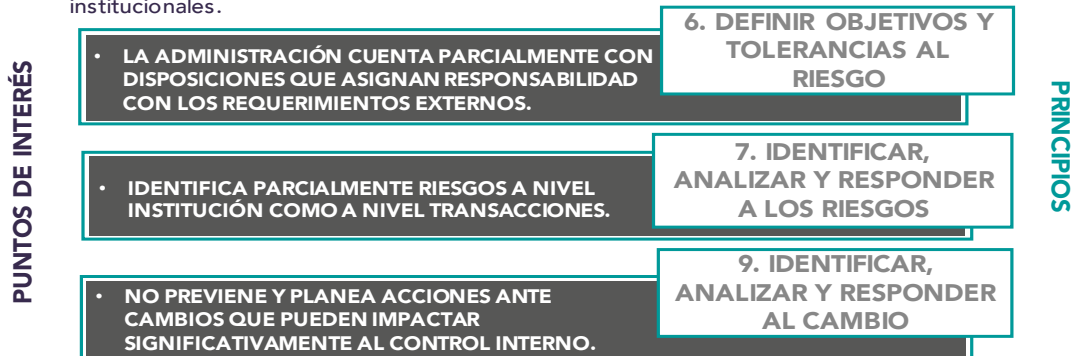 institucionales.
PUNTOS DE INTERÉS
• LA ADMINISTRACIÓN CUENTA PARCIALMENTE CON
DISPOSICIONES QUE ASIGNAN RESPONSABILIDAD
CON LOS REQUERIMIENTOS EXTERNOS.
6. DEFINIR OBJETIVOS Y
TOLERANCIAS AL
RIESGO
• IDENTIFICA PARCIALMENTE RIESGOS A NIVEL
INSTITUCIÓN COMO A NIVEL TRANSACCIONES.
7. IDENTIFICAR,
ANALIZAR Y RESPONDER
A LOS RIESGOS
• NO PREVIENE Y PLANEA ACCIONES ANTE
CAMBIOS QUE PUEDEN IMPACTAR
SIGNIFICATIVAMENTE AL CONTROL INTERNO.
9. IDENTIFICAR,
ANALIZAR Y RESPONDER
AL CAMBIO
PRINCIPIOS